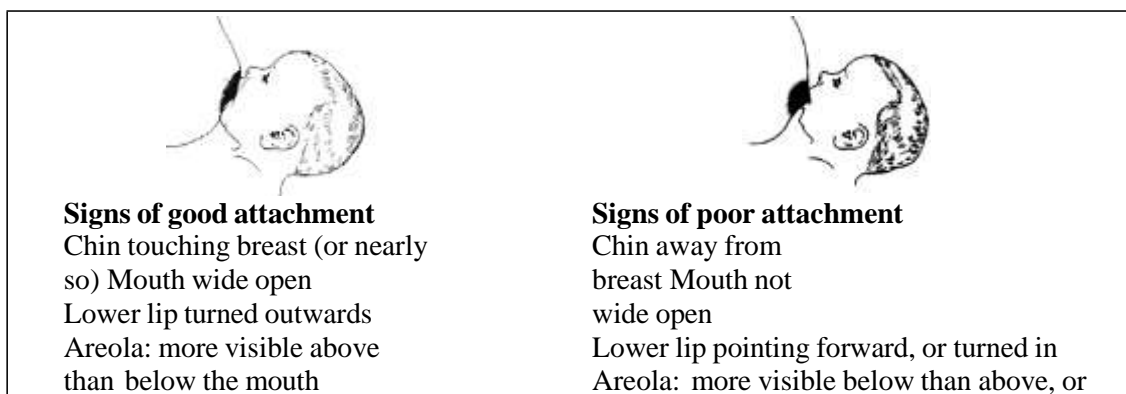 Signs of good attachment
Chin touching breast (or nearly
so) Mouth wide open
Lower lip turned outwards
Areola: more visible above
than below the mouth
Signs of poor attachment
Chin away from
breast Mouth not
wide open
Lower lip pointing forward, or turned in
Areola: more visible below than above, or